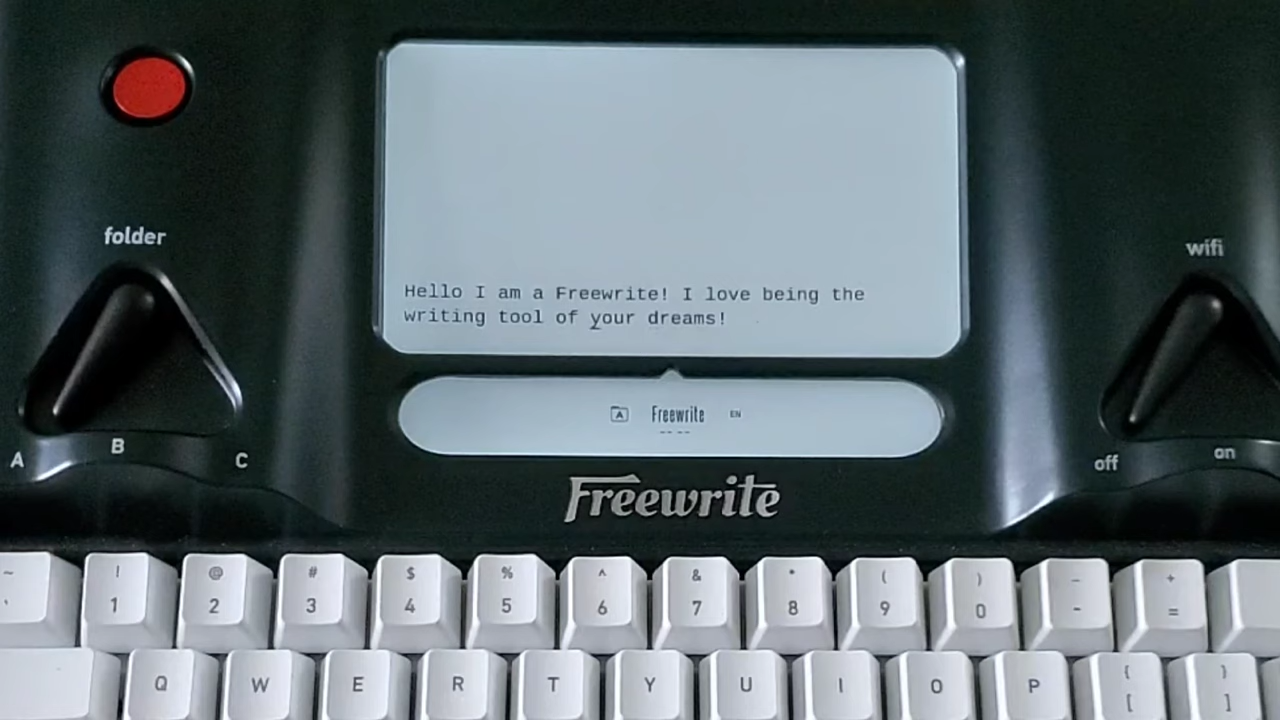 folder
wifi
Hello I am a Freewrite! I love being the
writing tool of your dreams!
A Freewrite EN
-- --
A B C
off on
Freewrite
~ ! @ # $ % ^ & * ( ) _ +
` 1 2 3 4 5 6 7 8 9 0 - =
Q W E R T Y U I O P { }
[ ]